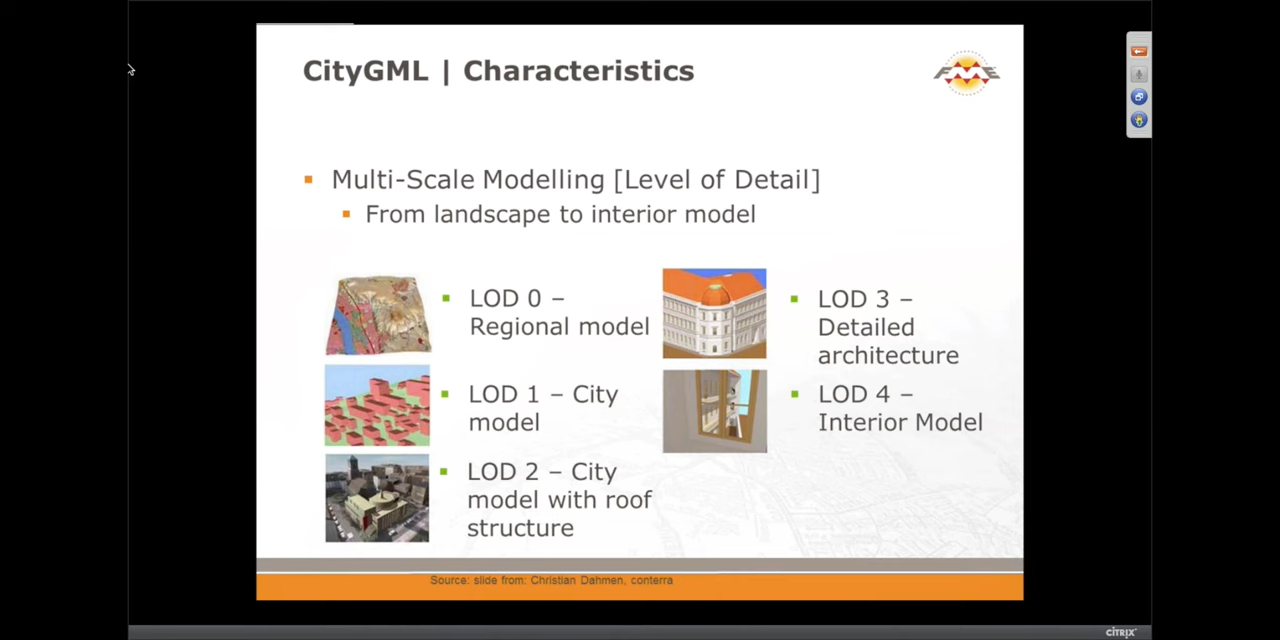 CityGML | Characteristics
FME
Multi-Scale Modelling [Level of Detail]
From landscape to interior model
LOD 0 –
Regional model
LOD 1 – City
model
LOD 2 – City
model with roof
structure
LOD 3 –
Detailed
architecture
LOD 4 –
Interior Model
Source: slide from: Christian Dahmen, conterra
CITRIX